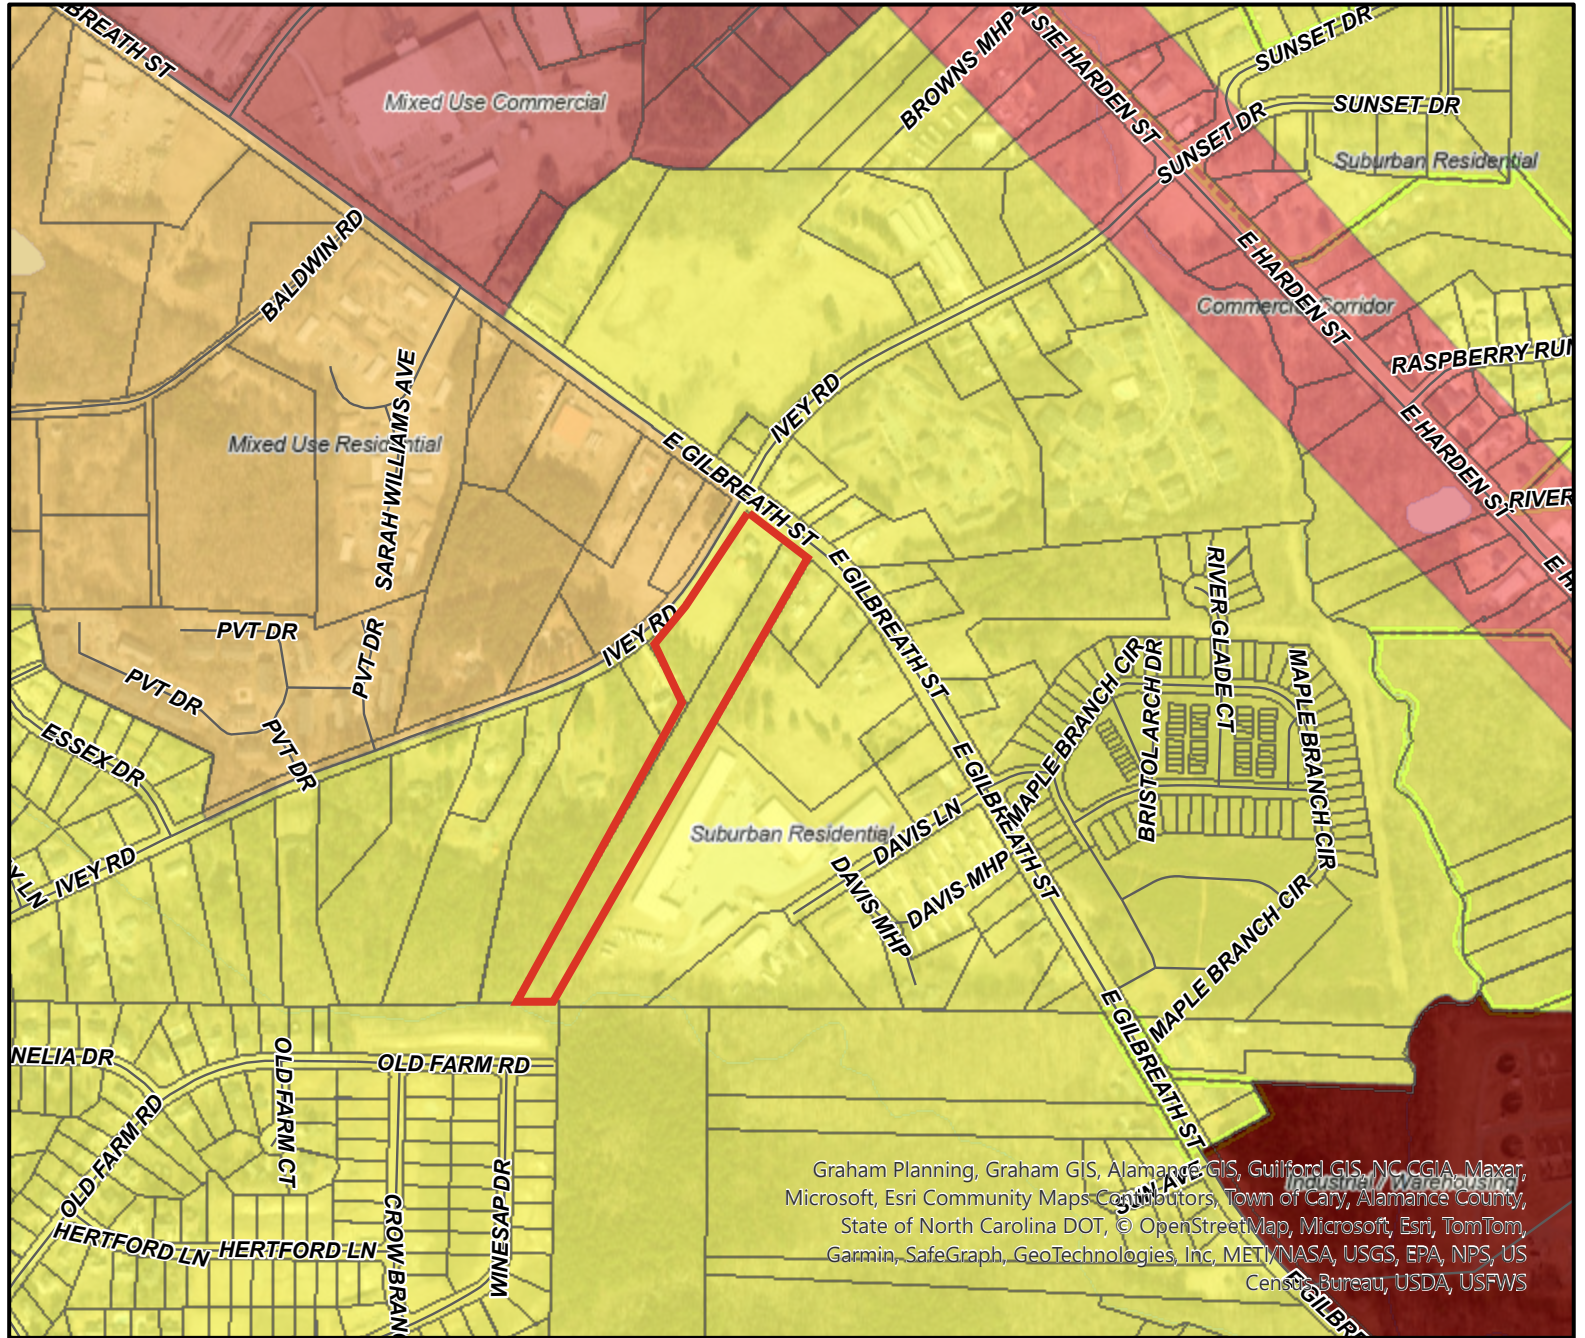 BREATH ST
BROWNS MHP
E HARDEN ST
SUNSET DR
SUNSET DR
SUNSET DR
Mixed Use Commercial
Suburban Residential
BALDWIN RD
E HARDEN ST
Commercial Corridor
RASPBERRY RUN
SARAH WILLIAMS AVE
IVEY RD
E HARDEN ST
Mixed Use Residential
E GILBREATH ST
RIVER
E H
E GILBREATH ST
RIVER GLADE CT
IVEY RD
PVT DR
PVT DR
PVT DR
PVT DR
ESSEX DR
MAPLE BRANCH CIR
BRISTOL ARCH DR
MAPLE BRANCH CIR
E GILBREATH ST
Suburban Residential
DAVIS LN
DAVIS MHP
DAVIS MHP
IVEY RD
Y LN
MAPLE BRANCH CIR
E GILBREATH ST
NELIA DR
OLD FARM RD
OLD FARM CT
OLD FARM RD
CROW BRANC
WINESAP DR
HERTFORD LN
HERTFORD LN
SUN AVE
Industrial / Warehousing
E GILBRE
Graham Planning, Graham GIS, Alamance GIS, Guilford GIS, NC CGIA, Maxar,
Microsoft, Esri Community Maps Contributors, Town of Cary, Alamance County,
State of North Carolina DOT, © OpenStreetMap, Microsoft, Esri, TomTom,
Garmin, SafeGraph, GeoTechnologies, Inc, METI/NASA, USGS, EPA, NPS, US
Census Bureau, USDA, USFWS